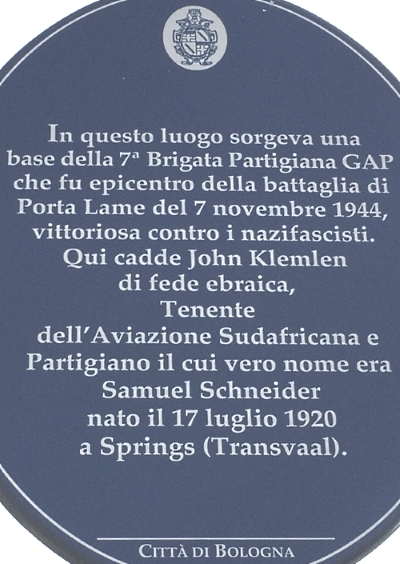 In questo luogo sorgeva una
base della 7ª Brigata Partigiana GAP
che fu epicentro della battaglia di
Porta Lame del 7 novembre 1944,
vittoriosa contro i nazifascisti.
Qui cadde John Klemlen
di fede ebraica,
Tenente
dell'Aviazione Sudafricana e
Partigiano il cui vero nome era
Samuel Schneider
nato il 17 luglio 1920
a Springs (Transvaal).
CITTÀ DI BOLOGNA